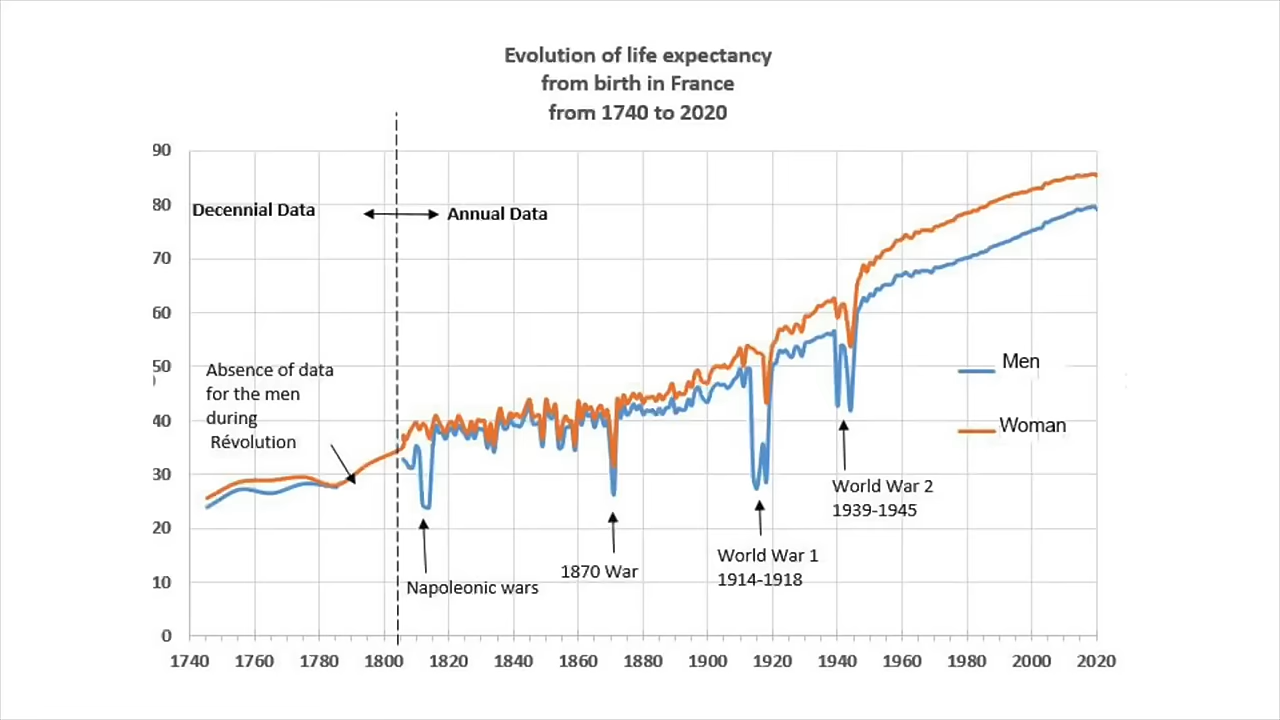 Evolution of life expectancy
from birth in France
from 1740 to 2020
90
80
70
60
50
40
30
20
10
0
Decennial Data
Annual Data
Absence of data
for the men
during
Révolution
Men
Woman
World War 2
1939-1945
World War 1
1914-1918
1870 War
Napoleonic wars
1740 1760 1780 1800 1820 1840 1860 1880 1900 1920 1940 1960 1980 2000 2020